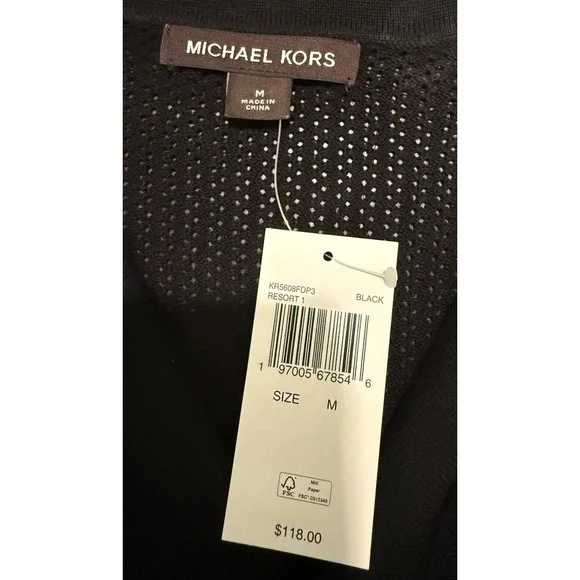 MICHAEL KORS
M
MADE IN
CHINA
KR5608FDP3
RESORT 1 BLACK
1 97005 67854 6
SIZE M
FSC
MIX
Paper
$118.00